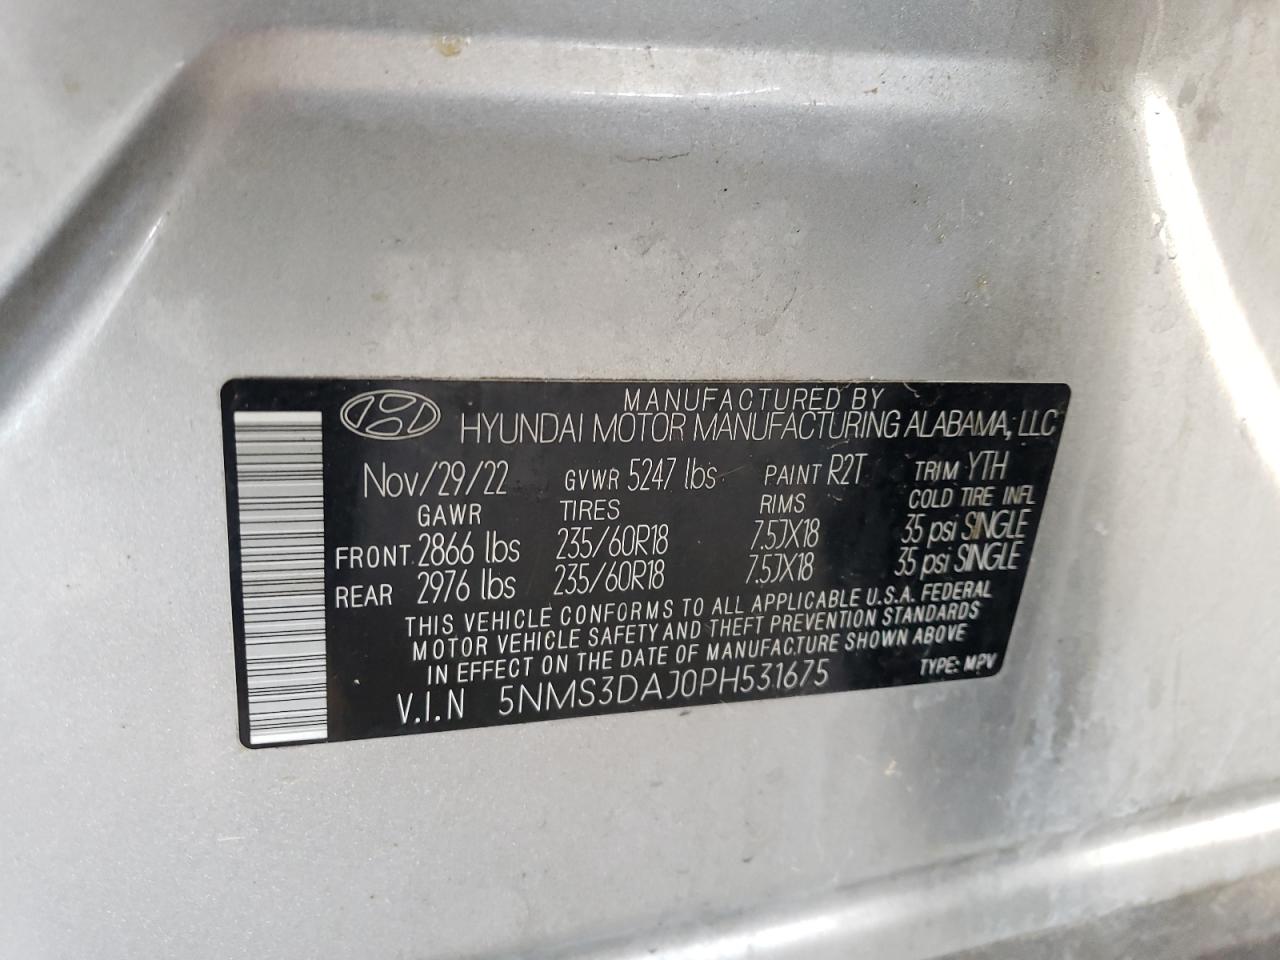 MANUFACTURED BY
HYUNDAI MOTOR MANUFACTURING ALABAMA, LLC
Nov/29/22 GVWR 5247 lbs PAINT R2T TRIM YTH
GAWR TIRES RIMS COLD TIRE INFL
FRONT 2866 lbs 235/60R18 7.5JX18 35 psi SINGLE
REAR 2976 lbs 235/60R18 7.5JX18 35 psi SINGLE
THIS VEHICLE CONFORMS TO ALL APPLICABLE U.S.A. FEDERAL
MOTOR VEHICLE SAFETY AND THEFT PREVENTION STANDARDS
IN EFFECT ON THE DATE OF MANUFACTURE SHOWN ABOVE
V.I.N 5NMS3DAJ0PH531675 TYPE: MPV